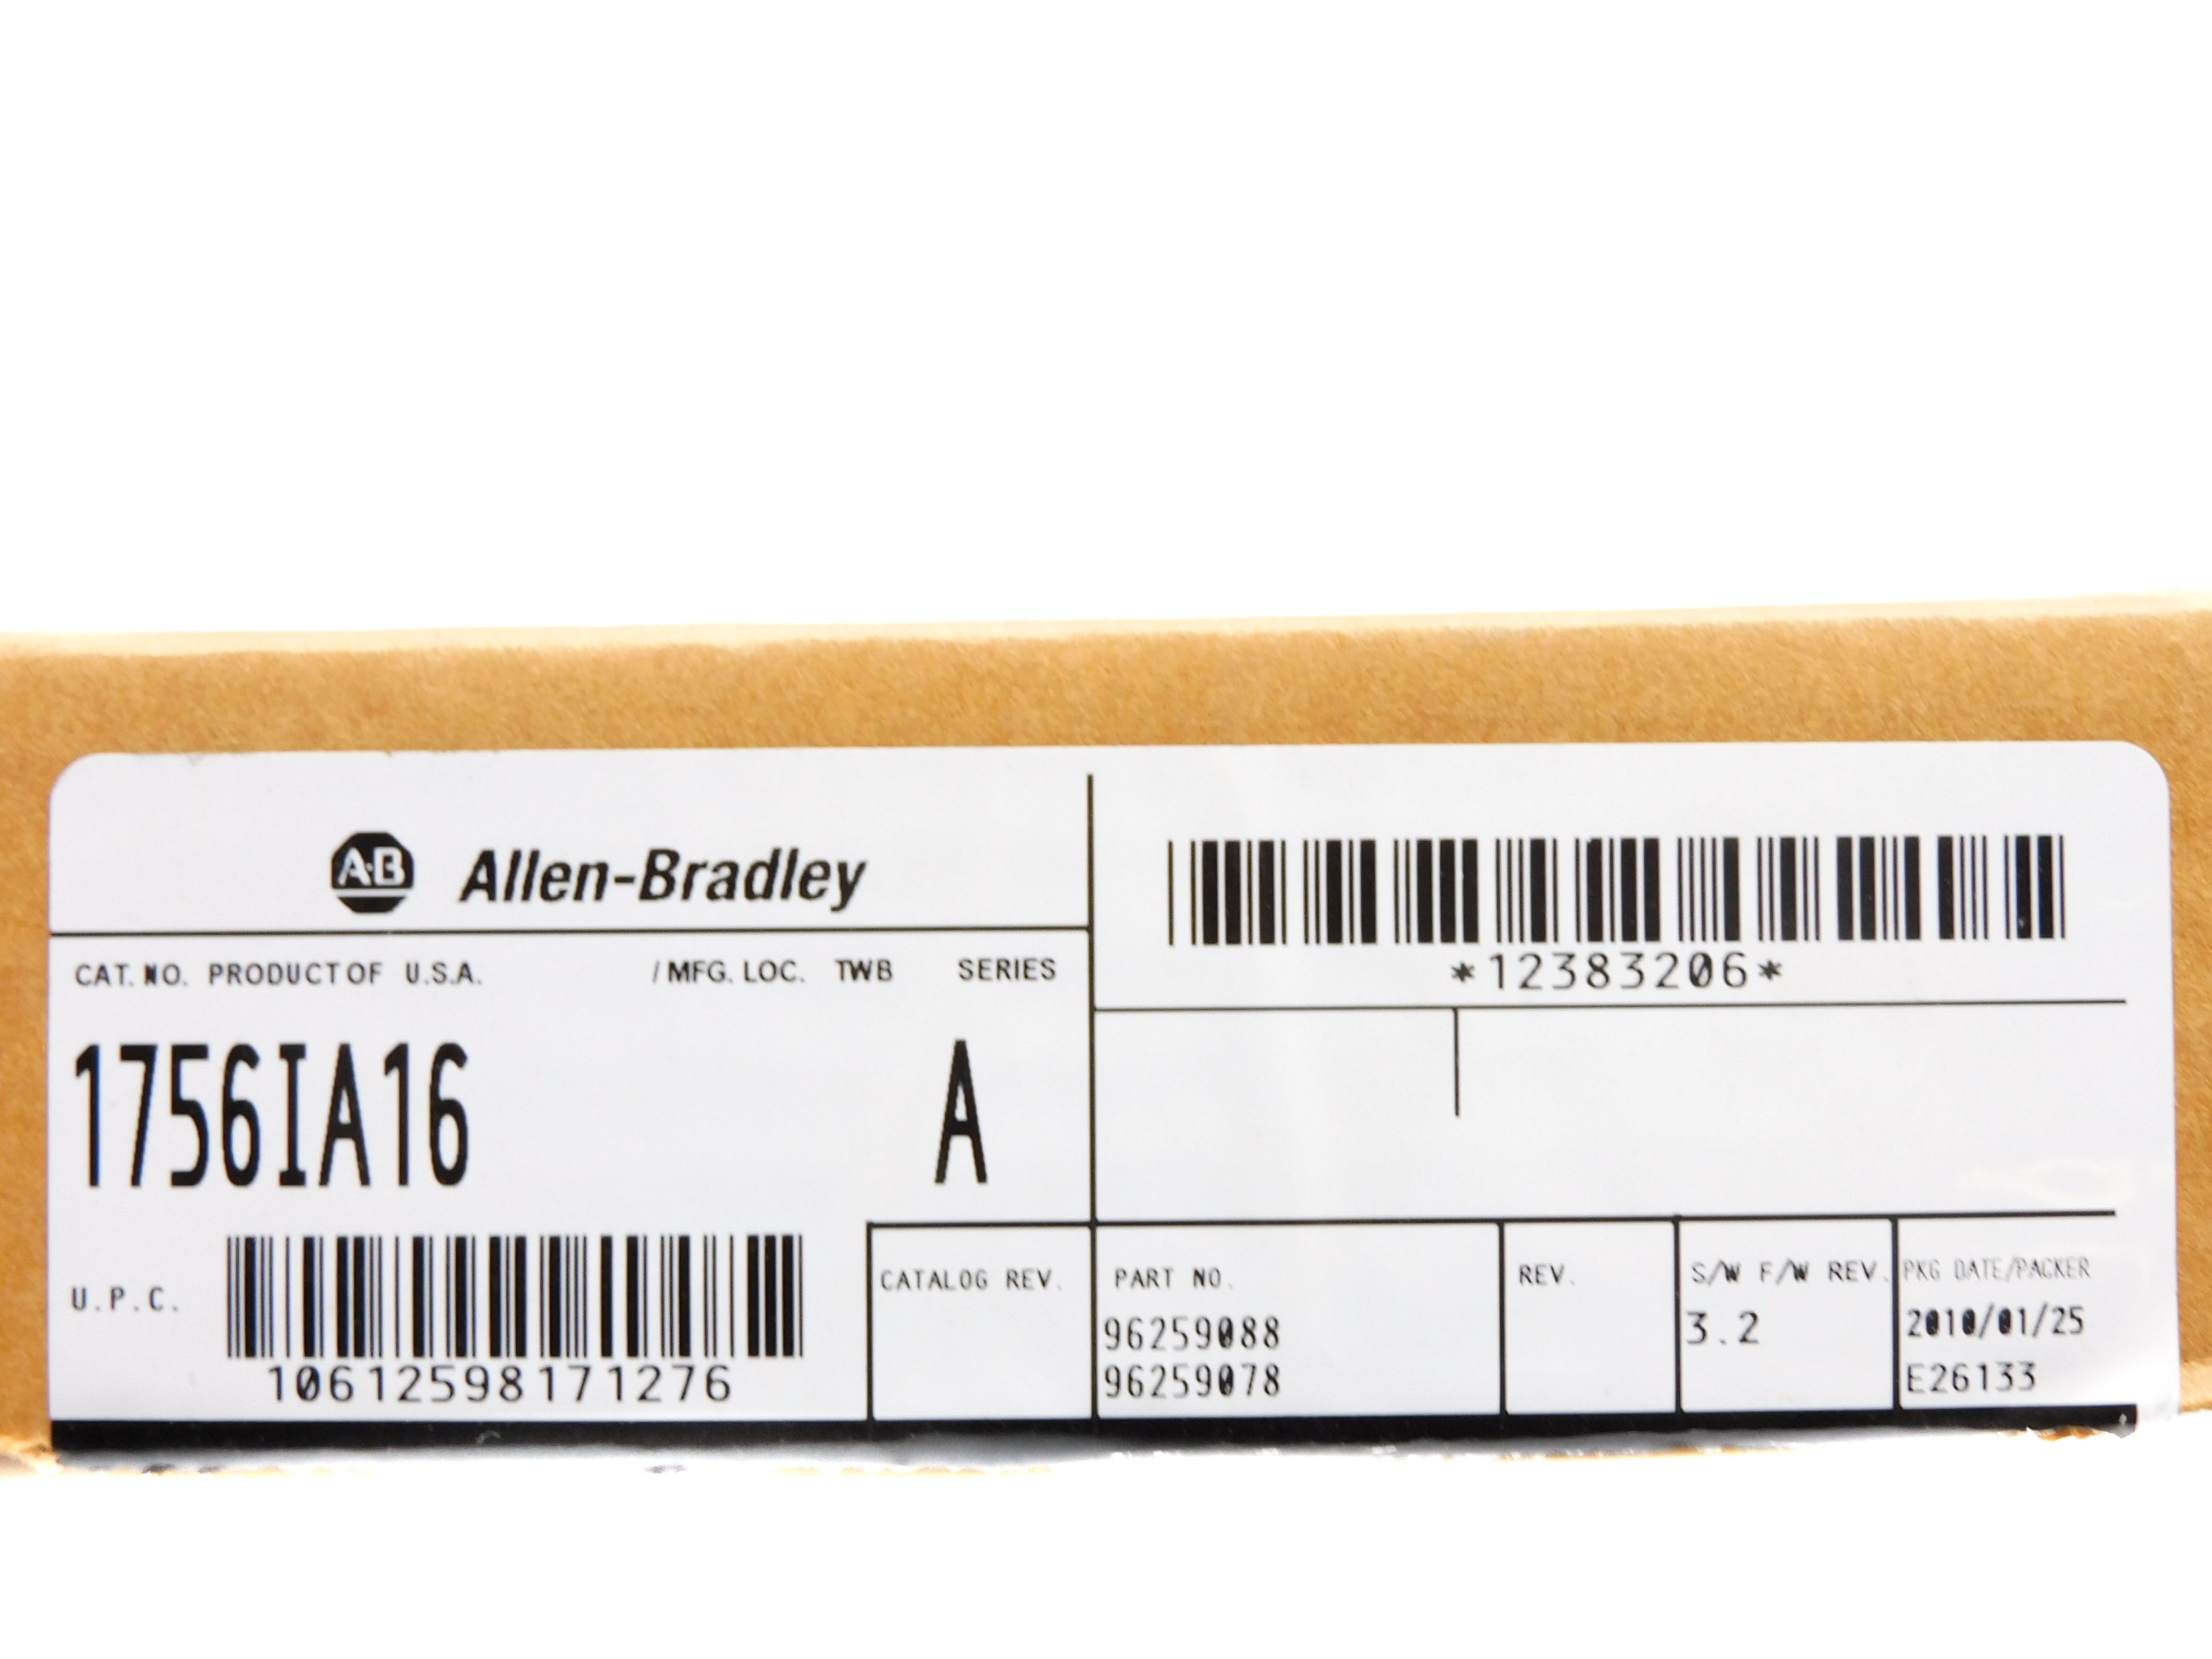 A·B Allen-Bradley
*12383206*
CAT. NO. PRODUCT OF U.S.A. / MFG. LOC. TWB SERIES
1756IA16 A
U.P.C.
10612598171276
CATALOG REV.
PART NO.
96259088
96259078
REV.
S/W F/W REV.
3.2
PKG DATE/PACKER
2010/01/25
E26133